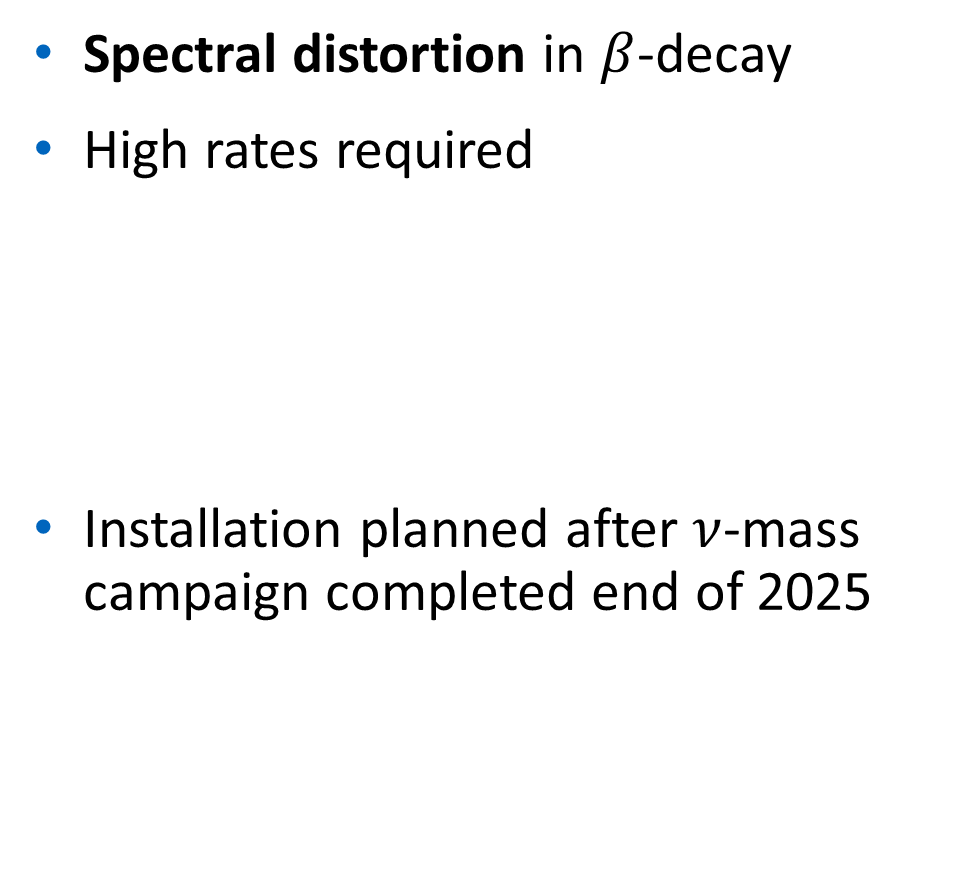 • Spectral distortion in β-decay
• High rates required
• Installation planned after ν-mass
campaign completed end of 2025